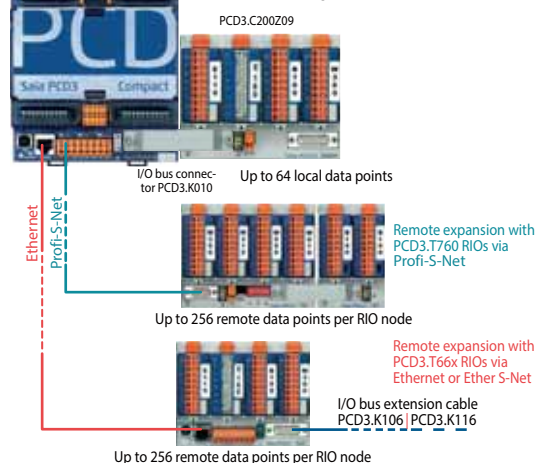 PCD3.C200Z09
PCD
Saia PCD3 Compact
I/O bus connec-
tor PCD3.K010
Up to 64 local data points
Ethernet
Profi-S-Net
Remote expansion with
PCD3.T760 RIOs via
Profi-S-Net
Up to 256 remote data points per RIO node
Remote expansion with
PCD3.T66x RIOs via
Ethernet or Ether S-Net
I/O bus extension cable
PCD3.K106 | PCD3.K116
Up to 256 remote data points per RIO node